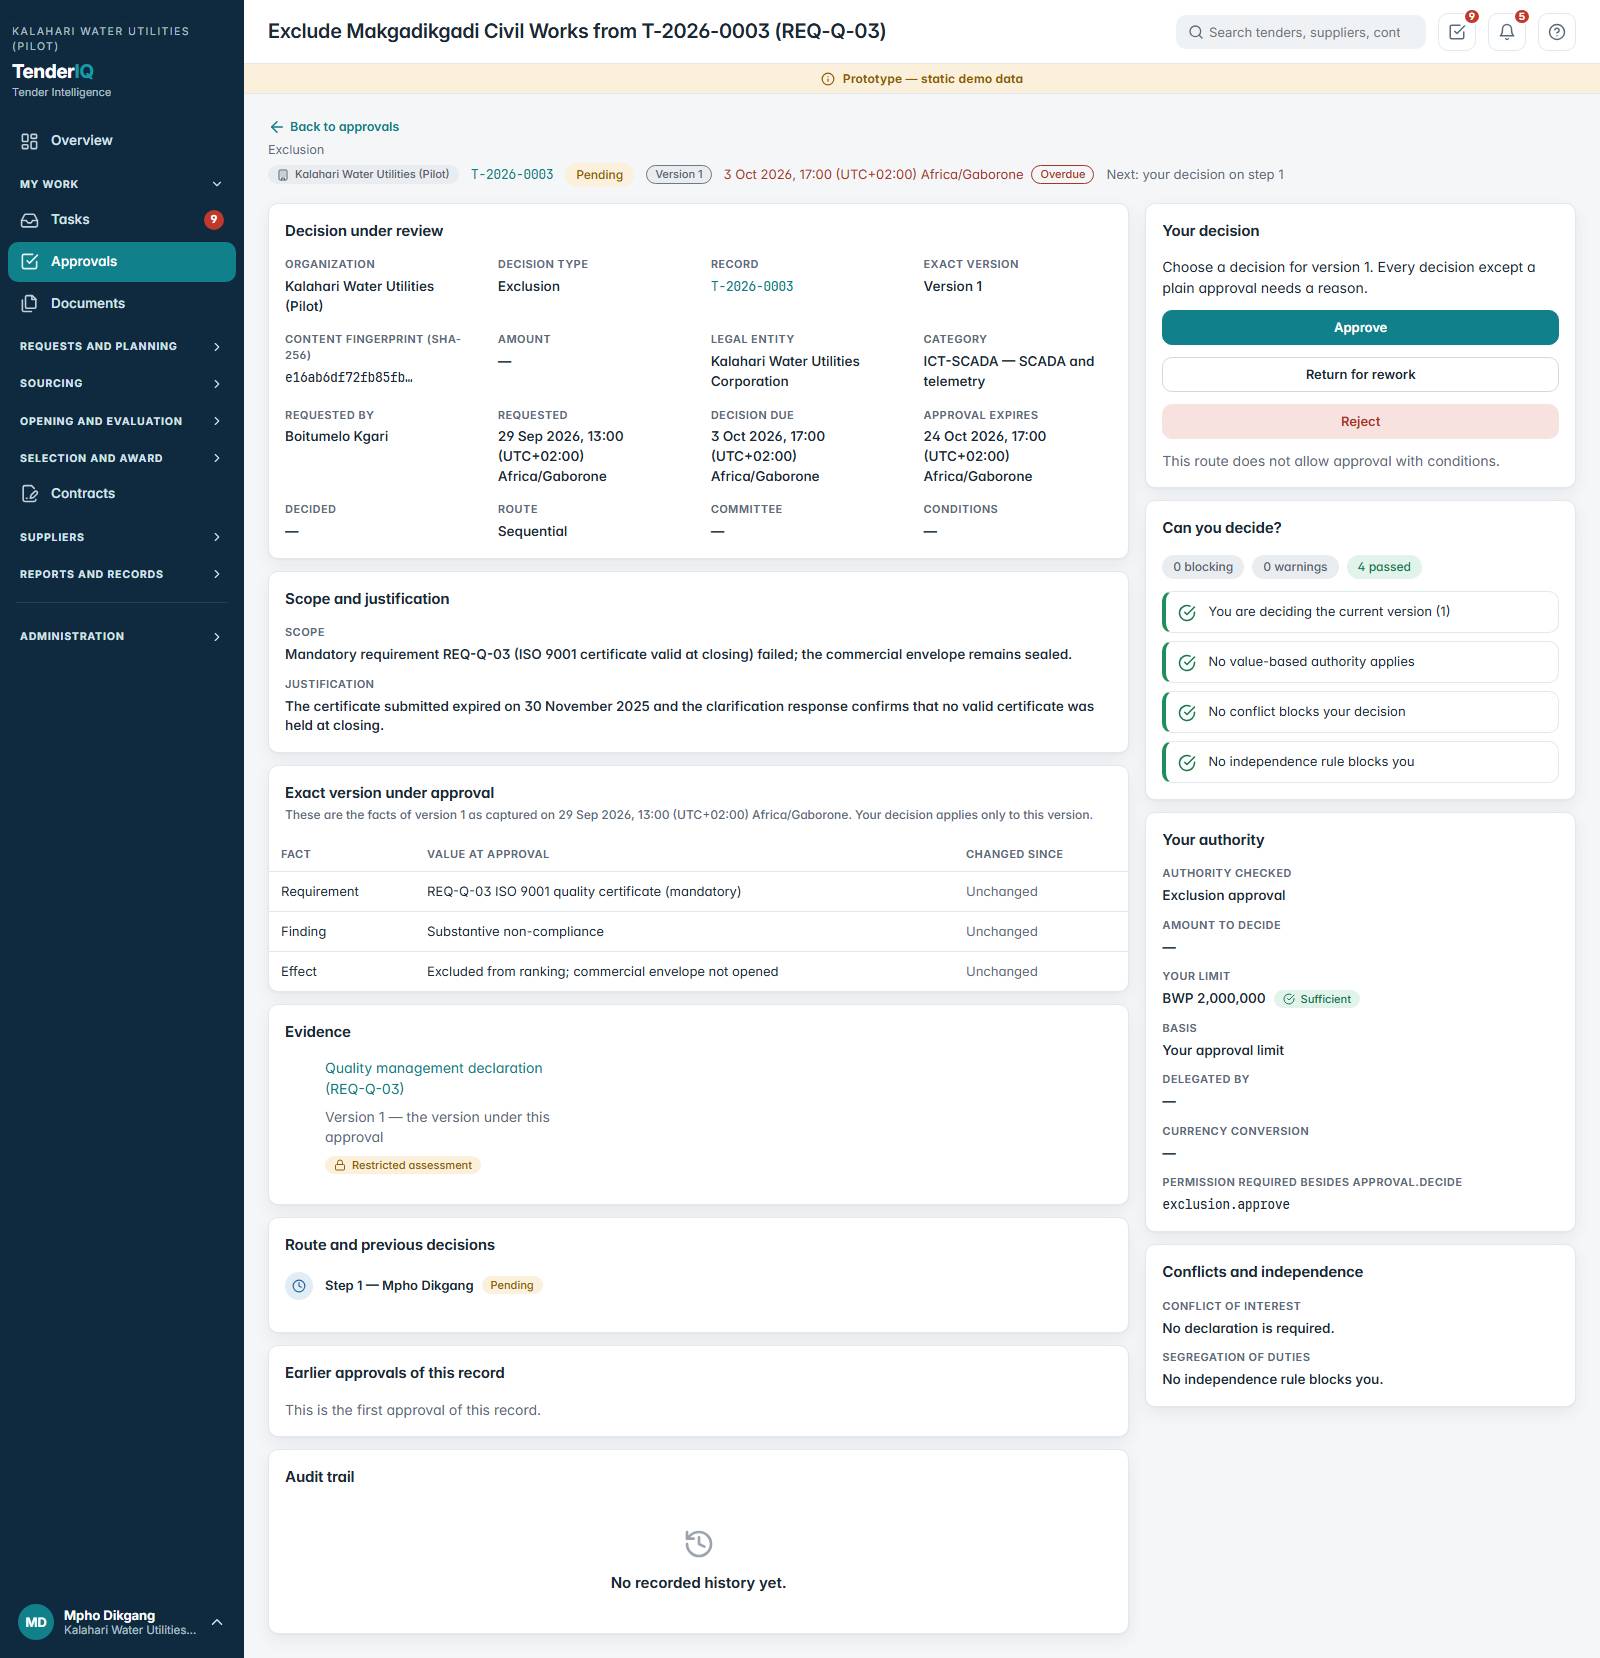 KALAHARI WATER UTILITIES
(PILOT)
TenderIQ
Tender Intelligence
Overview
MY WORK
Tasks
9
Approvals
Documents
REQUESTS AND PLANNING
SOURCING
OPENING AND EVALUATION
SELECTION AND AWARD
Contracts
SUPPLIERS
REPORTS AND RECORDS
ADMINISTRATION
MD
Mpho Dikgang
Kalahari Water Utilities...
Exclude Makgadikgadi Civil Works from T-2026-0003 (REQ-Q-03)
Search tenders, suppliers, cont
9
5
Prototype — static demo data
Back to approvals
Exclusion
Kalahari Water Utilities (Pilot) T-2026-0003 Pending Version 1 3 Oct 2026, 17:00 (UTC+02:00) Africa/Gaborone Overdue Next: your decision on step 1
Decision under review
ORGANIZATION
Kalahari Water Utilities
(Pilot)
DECISION TYPE
Exclusion
RECORD
T-2026-0003
EXACT VERSION
Version 1
CONTENT FINGERPRINT (SHA-
256)
e16ab6df72fb85fb…
AMOUNT
—
LEGAL ENTITY
Kalahari Water Utilities
Corporation
CATEGORY
ICT-SCADA — SCADA and
telemetry
REQUESTED BY
Boitumelo Kgari
REQUESTED
29 Sep 2026, 13:00
(UTC+02:00)
Africa/Gaborone
DECISION DUE
3 Oct 2026, 17:00
(UTC+02:00)
Africa/Gaborone
APPROVAL EXPIRES
24 Oct 2026, 17:00
(UTC+02:00)
Africa/Gaborone
DECIDED
—
ROUTE
Sequential
COMMITTEE
—
CONDITIONS
—
Scope and justification
SCOPE
Mandatory requirement REQ-Q-03 (ISO 9001 certificate valid at closing) failed; the commercial envelope remains sealed.
JUSTIFICATION
The certificate submitted expired on 30 November 2025 and the clarification response confirms that no valid certificate was
held at closing.
Exact version under approval
These are the facts of version 1 as captured on 29 Sep 2026, 13:00 (UTC+02:00) Africa/Gaborone. Your decision applies only to this version.
FACT VALUE AT APPROVAL CHANGED SINCE
Requirement REQ-Q-03 ISO 9001 quality certificate (mandatory) Unchanged
Finding Substantive non-compliance Unchanged
Effect Excluded from ranking; commercial envelope not opened Unchanged
Evidence
Quality management declaration
(REQ-Q-03)
Version 1 — the version under this
approval
Restricted assessment
Route and previous decisions
Step 1 — Mpho Dikgang Pending
Earlier approvals of this record
This is the first approval of this record.
Audit trail
No recorded history yet.
Your decision
Choose a decision for version 1. Every decision except a
plain approval needs a reason.
Approve
Return for rework
Reject
This route does not allow approval with conditions.
Can you decide?
0 blocking 0 warnings 4 passed
You are deciding the current version (1)
No value-based authority applies
No conflict blocks your decision
No independence rule blocks you
Your authority
AUTHORITY CHECKED
Exclusion approval
AMOUNT TO DECIDE
—
YOUR LIMIT
BWP 2,000,000 Sufficient
BASIS
Your approval limit
DELEGATED BY
—
CURRENCY CONVERSION
—
PERMISSION REQUIRED BESIDES APPROVAL.DECIDE
exclusion.approve
Conflicts and independence
CONFLICT OF INTEREST
No declaration is required.
SEGREGATION OF DUTIES
No independence rule blocks you.